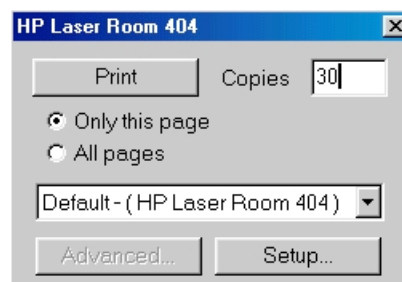 HP Laser Room 404
Print Copies 30
Only this page
All pages
Default - ( HP Laser Room 404 )
Advanced... Setup...